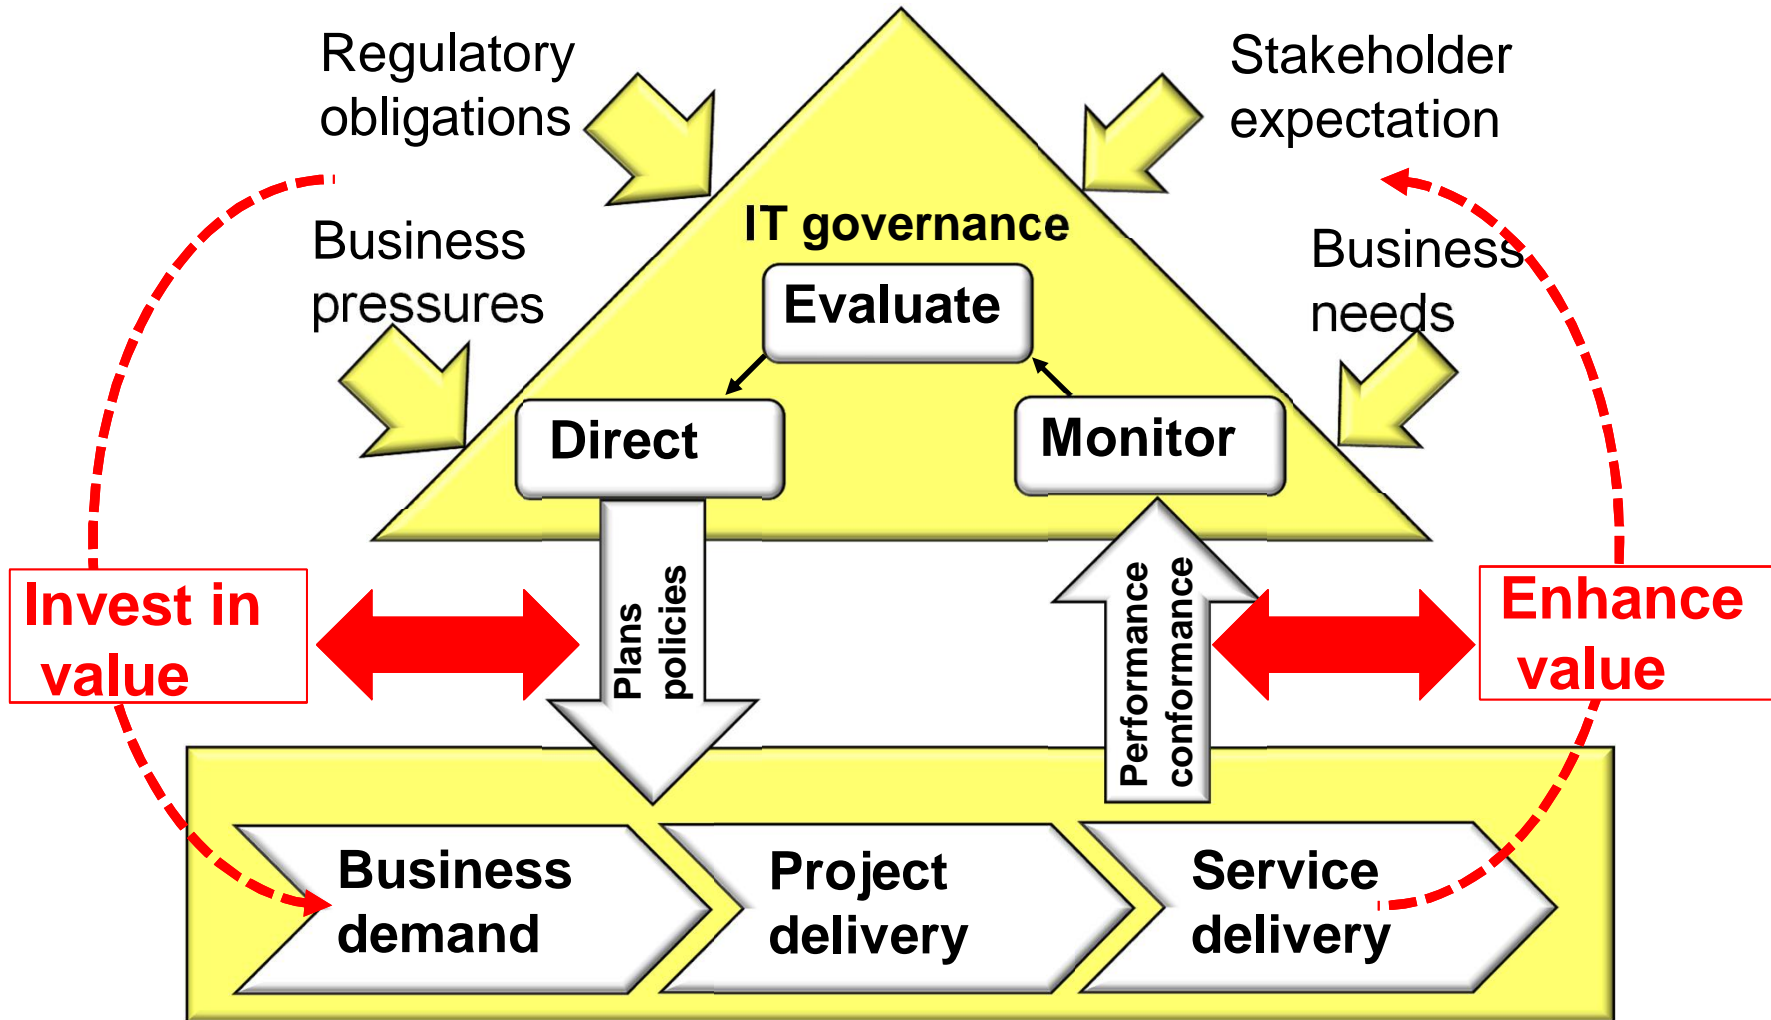 Regulatory
obligations
Stakeholder
expectation
Business
pressures
IT governance
Business
needs
Evaluate
Direct
Monitor
Invest in
value
Plans
policies
Performance
conformance
Enhance
value
Business
demand
Project
delivery
Service
delivery